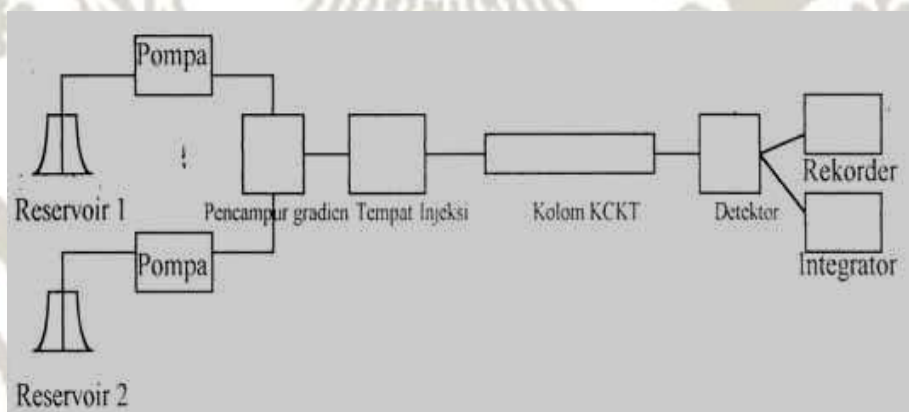 Pompa
Reservoir 1
Pencampur gradien
Tempat Injeksi
Kolom KCKT
Detektor
Rekorder
Pompa
Integrator
Reservoir 2